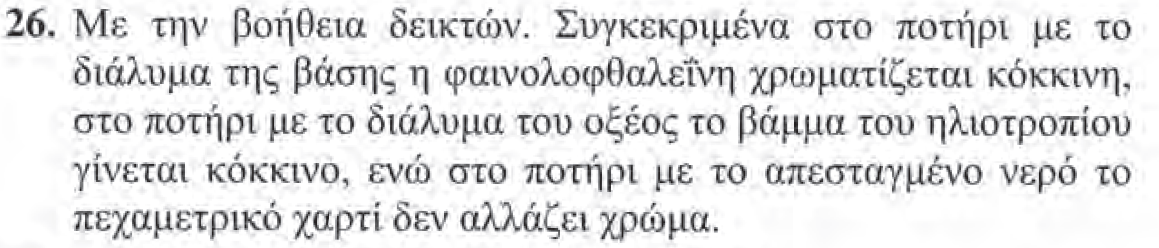 26. Με την βοήθεια δεικτών. Συγκεκριμένα στο ποτήρι με το
διάλυμα της βάσης η φαινολοφθαλεΐνη χρωματίζεται κόκκινη,
στο ποτήρι με το διάλυμα του οξέος το βάμμα του ηλιοτροπίου
γίνεται κόκκινο, ενώ στο ποτήρι με το απεσταγμένο νερό το
πεχαμετρικό χαρτί δεν αλλάζει χρώμα.